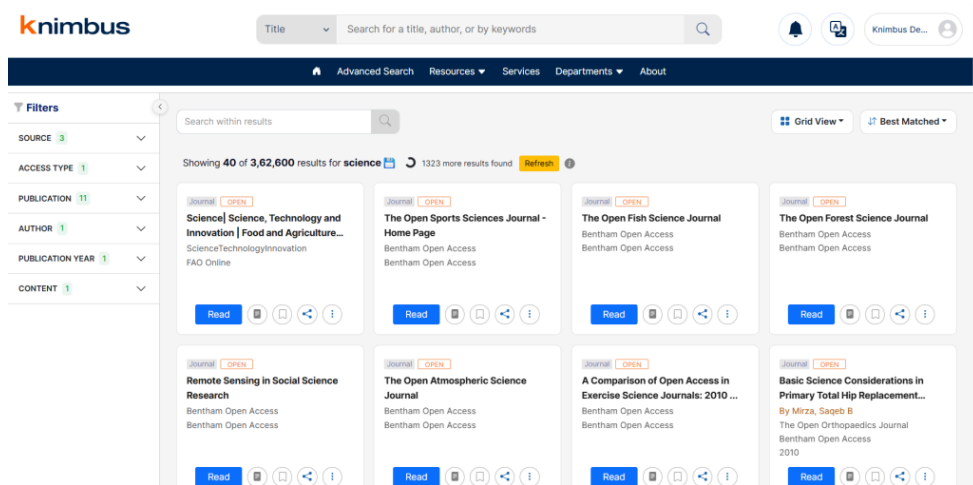 knimbus
Title
Search for a title, author, or by keywords
Knimbus De...
Advanced Search
Resources
Services
Departments
About
Filters
SOURCE 3
ACCESS TYPE 1
PUBLICATION 11
AUTHOR 1
PUBLICATION YEAR 1
CONTENT 1
Search within results
Grid View
Best Matched
Showing 40 of 3,62,600 results for science
1323 more results found
Refresh
Journal OPEN
Science| Science, Technology and
Innovation | Food and Agriculture...
ScienceTechnologyInnovation
FAO Online
Read
Journal OPEN
The Open Sports Sciences Journal -
Home Page
Bentham Open Access
Bentham Open Access
Read
Journal OPEN
The Open Fish Science Journal
Bentham Open Access
Bentham Open Access
Read
Journal OPEN
The Open Forest Science Journal
Bentham Open Access
Bentham Open Access
Read
Journal OPEN
Remote Sensing in Social Science
Research
Bentham Open Access
Bentham Open Access
Read
Journal OPEN
The Open Atmospheric Science
Journal
Bentham Open Access
Bentham Open Access
Read
Journal OPEN
A Comparison of Open Access in
Exercise Science Journals: 2010 ...
Bentham Open Access
Bentham Open Access
Read
Journal OPEN
Basic Science Considerations in
Primary Total Hip Replacement...
By Mirza, Saqeb B
The Open Orthopaedics Journal
Bentham Open Access
2010
Read